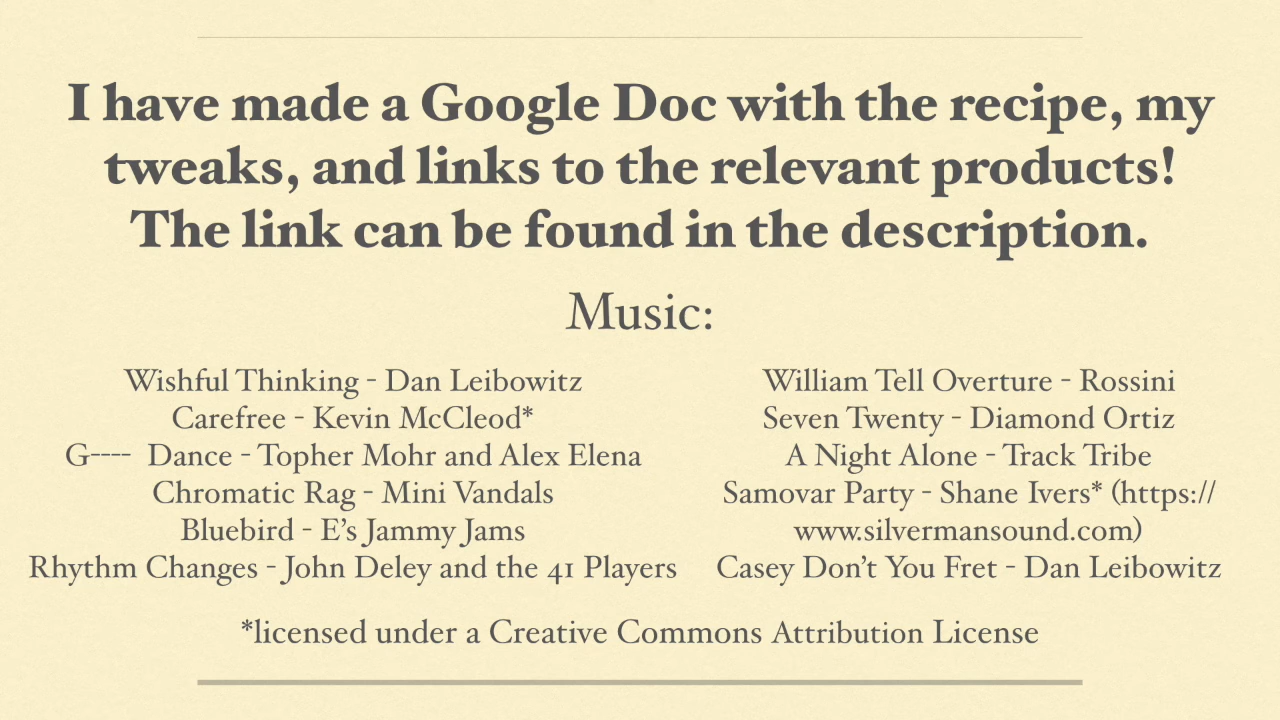 I have made a Google Doc with the recipe, my
tweaks, and links to the relevant products!
The link can be found in the description.
Music:
Wishful Thinking - Dan Leibowitz
Carefree - Kevin McCleod*
G---- Dance - Topher Mohr and Alex Elena
Chromatic Rag - Mini Vandals
Bluebird - E’s Jammy Jams
Rhythm Changes - John Deley and the 41 Players
William Tell Overture - Rossini
Seven Twenty - Diamond Ortiz
A Night Alone - Track Tribe
Samovar Party - Shane Ivers* (https://
www.silvermansound.com)
Casey Don’t You Fret - Dan Leibowitz
*licensed under a Creative Commons Attribution License